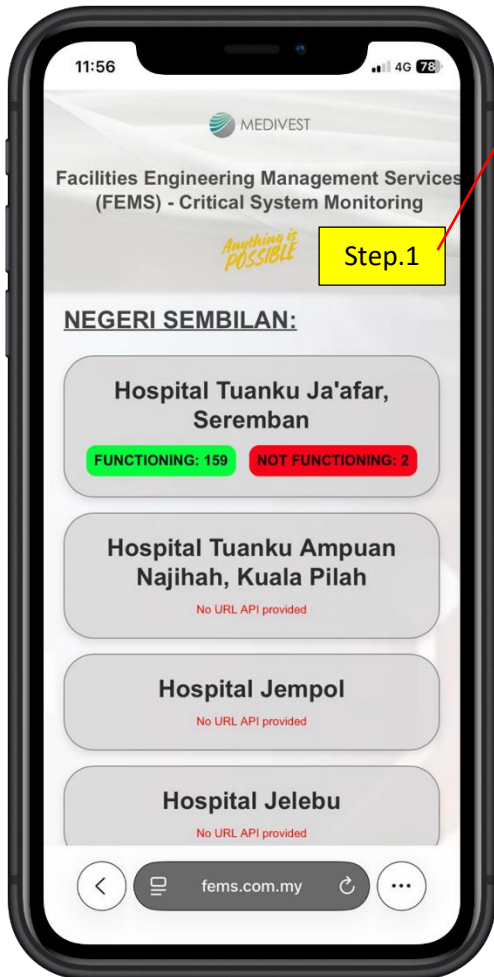 11:56
4G 78
MEDIVEST
Facilities Engineering Management Services
(FEMS) - Critical System Monitoring
Anything is
POSSIBLE
Step.1
NEGERI SEMBILAN:
Hospital Tuanku Ja'afar,
Seremban
FUNCTIONING: 159 NOT FUNCTIONING: 2
Hospital Tuanku Ampuan
Najihah, Kuala Pilah
No URL API provided
Hospital Jempol
No URL API provided
Hospital Jelebu
No URL API provided
fems.com.my